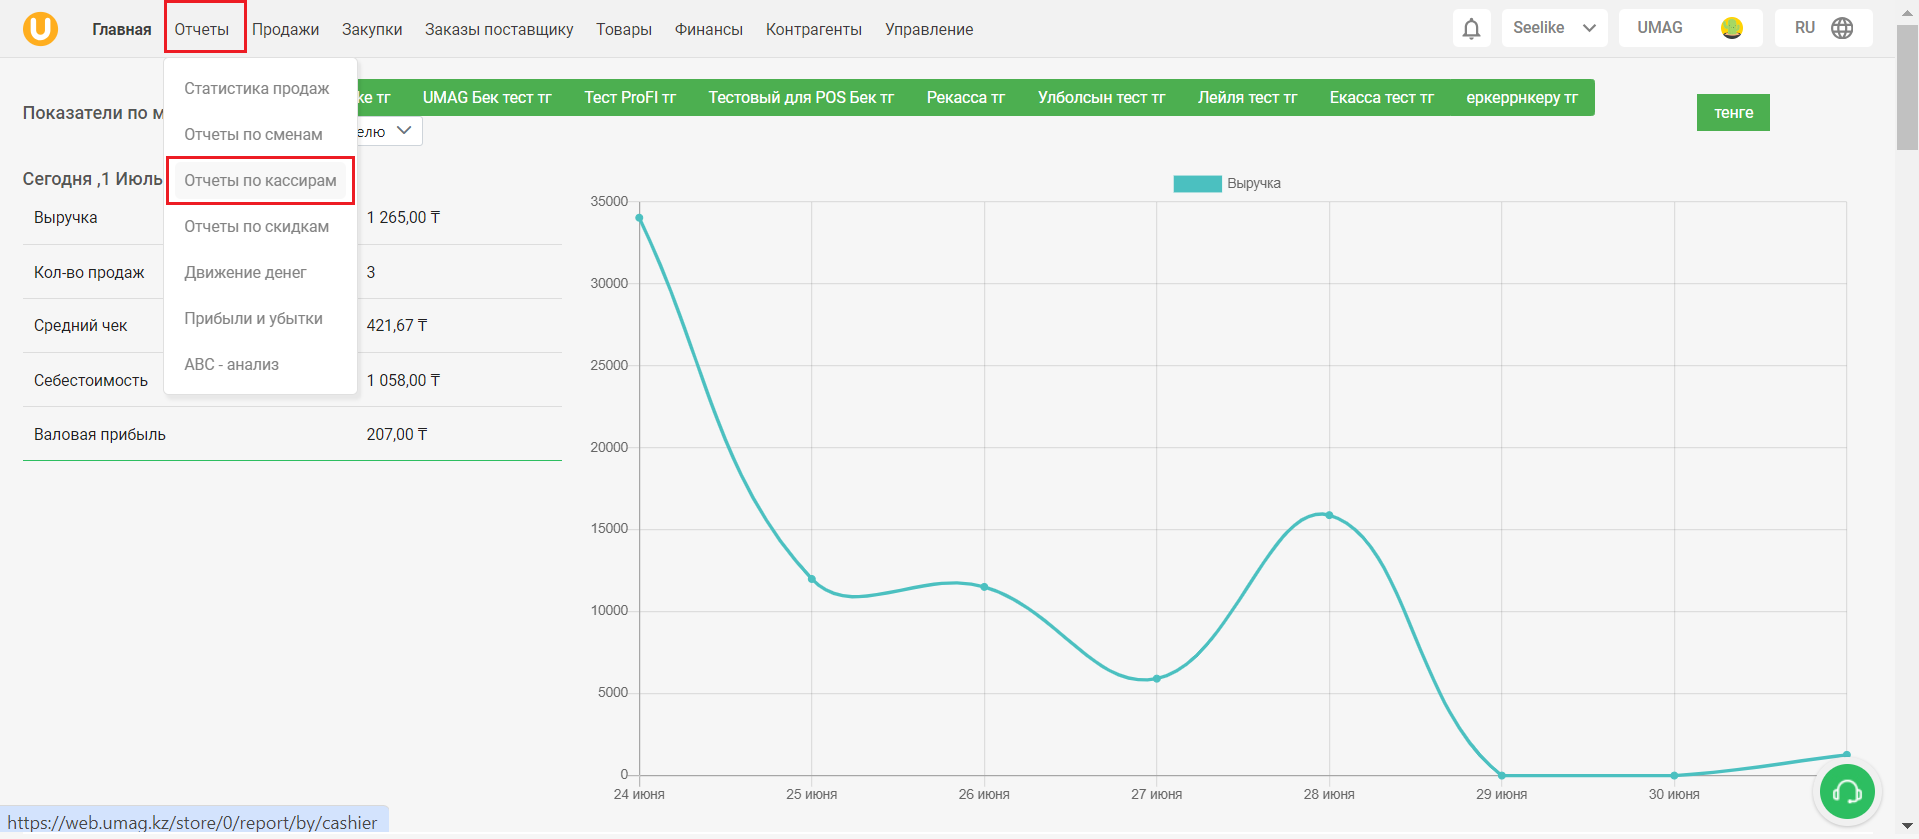 U
Главная Отчеты Продажи Закупки Заказы поставщику Товары Финансы Контрагенты Управление Seelike UMAG RU
Статистика продаж
Отчеты по сменам
Отчеты по кассирам
Отчеты по скидкам
Движение денег
Прибыли и убытки
ABC - анализ
Показатели по м
ke тг UMAG Бек тест тг Тест ProFI тг Тестовый для POS Бек тг Рекасса тг Улболсын тест тг Лейля тест тг Екасса тест тг еркеррнкеру тг
тенге
елю
Сегодня ,1 Июль
Выручка 1 265,00 ₸
Кол-во продаж 3
Средний чек 421,67 ₸
Себестоимость 1 058,00 ₸
Валовая прибыль 207,00 ₸
Выручка
35000
30000
25000
20000
15000
10000
5000
0
24 июня 25 июня 26 июня 27 июня 28 июня 29 июня 30 июня
https://web.umag.kz/store/0/report/by/cashier